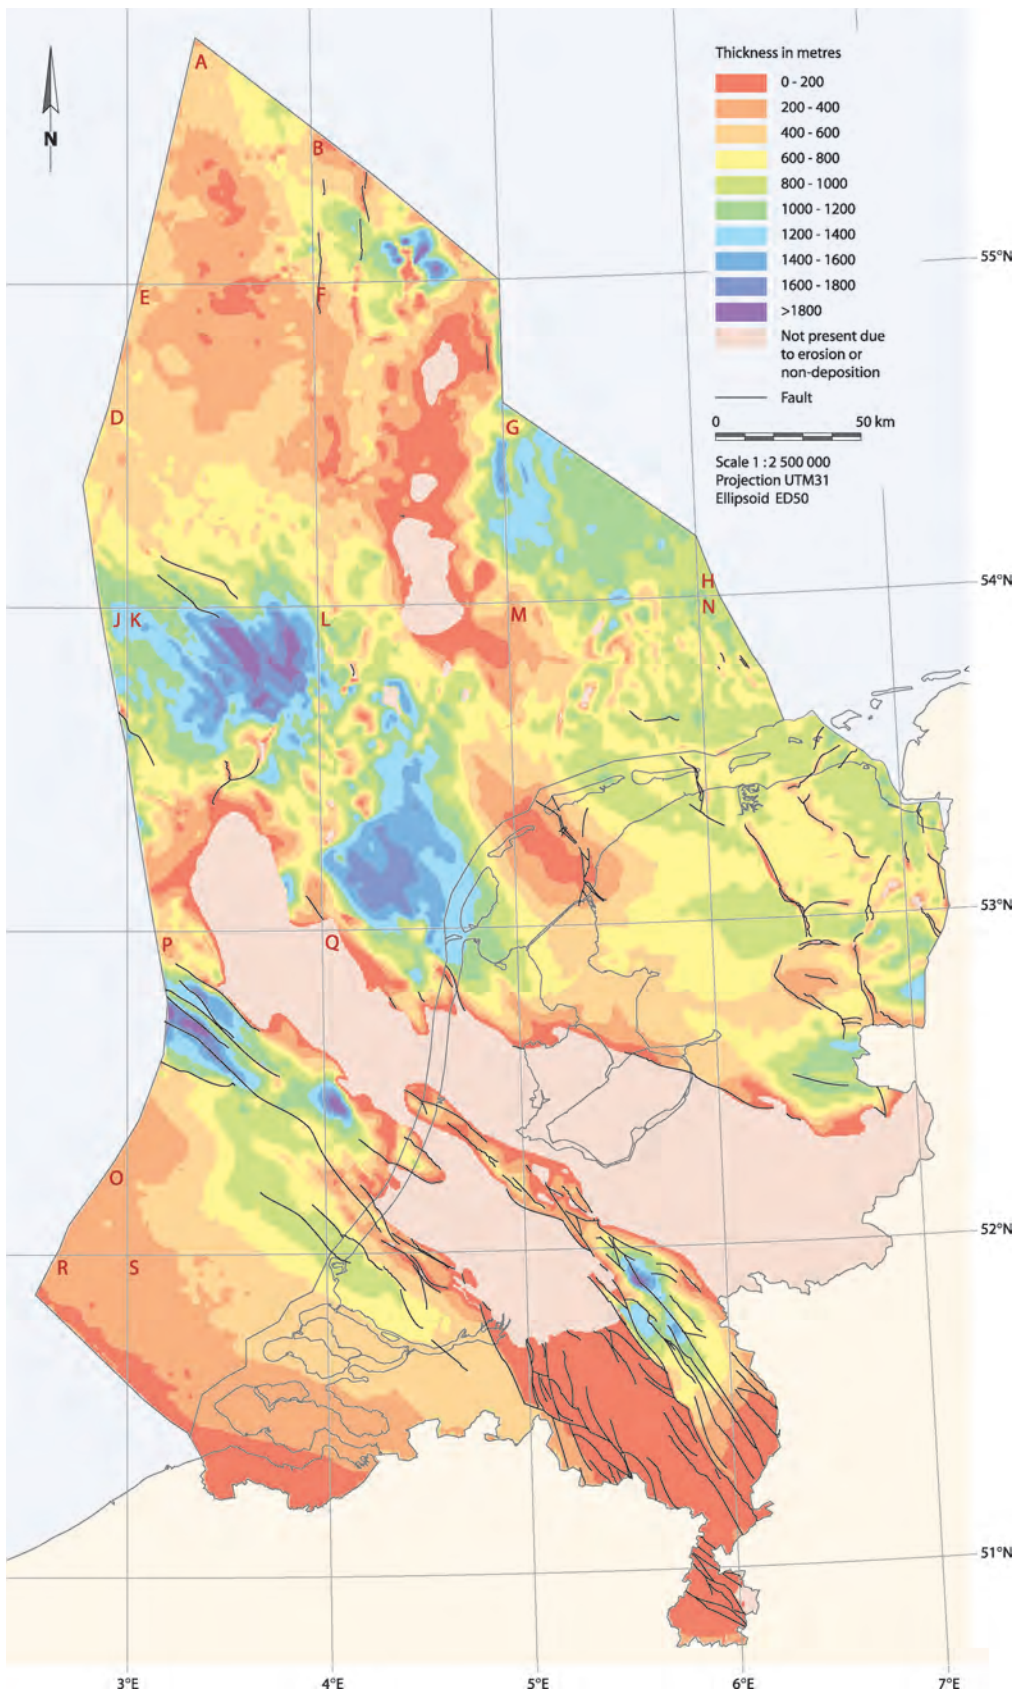 Thickness in metres
0 - 200
200 - 400
400 - 600
600 - 800
800 - 1000
1000 - 1200
1200 - 1400
1400 - 1600
1600 - 1800
>1800
Not present due
to erosion or
non-deposition
Fault
0 50 km
Scale 1 : 2 500 000
Projection UTM31
Ellipsoid ED50
N
A
B
55°N
E F
D
G
54°N
H
J K L M N
53°N
P Q
52°N
O
R S
51°N
3°E 4°E 5°E 6°E 7°E